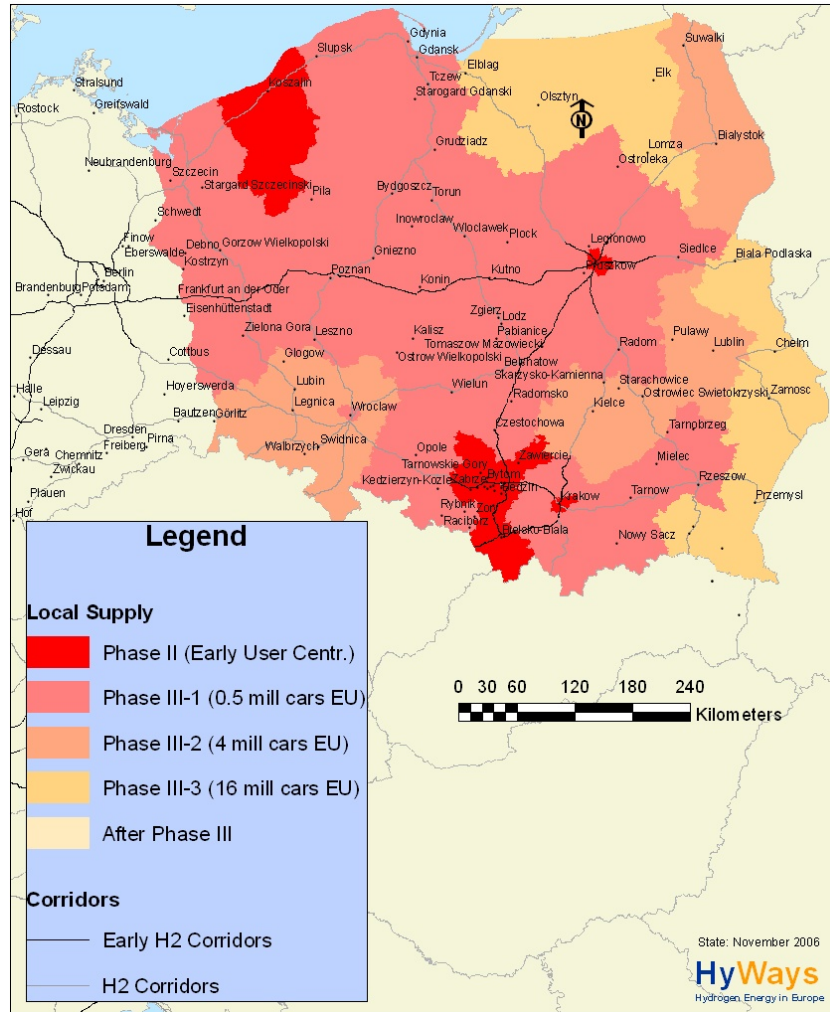 Gdynia
Slupsk
Gdansk
Suwalki
Koszalin
Elblag
Elk
Stralsund
Tczew
Starogard Gdanski
Olsztyn
Rostock
Greifswald
N
Bialystok
Grudziadz
Lomza
Ostroleka
Neubrandenburg
Szczecin
Stargard Szczecinski
Pila
Bydgoszcz
Torun
Schwedt
Inowroclaw
Wloclawek
Plock
Legionowo
Finow
Eberswalde
Debno
Gorzow Wielkopolski
Gniezno
Siedlce
Biala Podlaska
Kostrzyn
Pruszkow
Berlin
Poznan
Konin
Kutno
Brandenburg
Potsdam
Frankfurt an der Oder
Eisenhüttenstadt
Zgierz
Lodz
Zielona Gora
Leszno
Kalisz
Pabianice
Radom
Pulawy
Lublin
Tomaszow Mazowiecki
Chelm
Dessau
Cottbus
Glogow
Ostrow Wielkopolski
Belchatow
Skarzysko-Kamienna
Halle
Hoyerswerda
Lubin
Wielun
Radomsko
Starachowice
Ostrowiec Swietokrzyski
Zamosc
Leipzig
Legnica
Wroclaw
Kielce
Bautzen
Görlitz
Czestochowa
Tarnobrzeg
Dresden
Pirna
Freiberg
Swidnica
Walbrzych
Opole
Zawiercie
Gera
Chemnitz
Tarnowskie Gory
Mielec
Zwickau
Bytom
Zabrze
Bedzin
Kedzierzyn-Kozle
Rzeszow
Plauen
Krakow
Tarnow
Przemysl
Hof
Rybnik
Zory
Raciborz
Bielsko-Biala
Nowy Sacz
Legend
Local Supply
Phase II (Early User Centr.)
Phase III-1 (0.5 mill cars EU)
Phase III-2 (4 mill cars EU)
Phase III-3 (16 mill cars EU)
After Phase III
Corridors
Early H2 Corridors
H2 Corridors
0 30 60 120 180 240
Kilometers
State: November 2006
HyWays
Hydrogen Energy in Europe